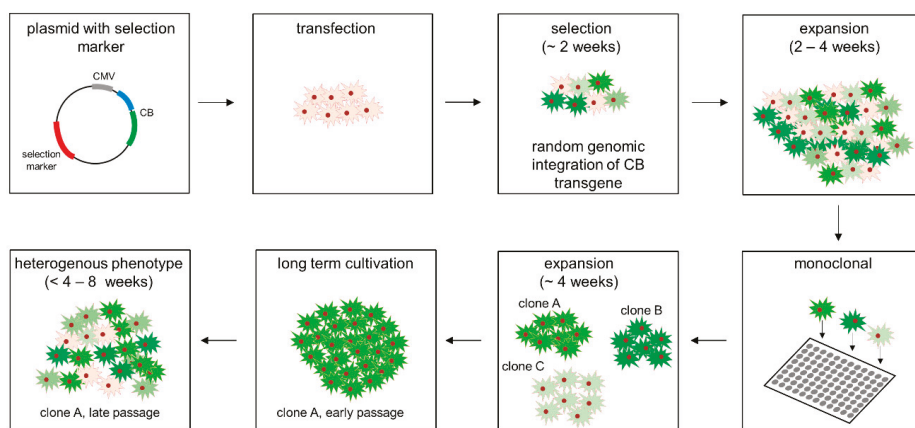 plasmid with selection
marker
CMV
CB
selection
marker
transfection
selection
(~ 2 weeks)
random genomic
integration of CB
transgene
expansion
(2 – 4 weeks)
monoclonal
expansion
(~ 4 weeks)
clone A
clone B
clone C
long term cultivation
clone A, early passage
heterogenous phenotype
(< 4 – 8 weeks)
clone A, late passage